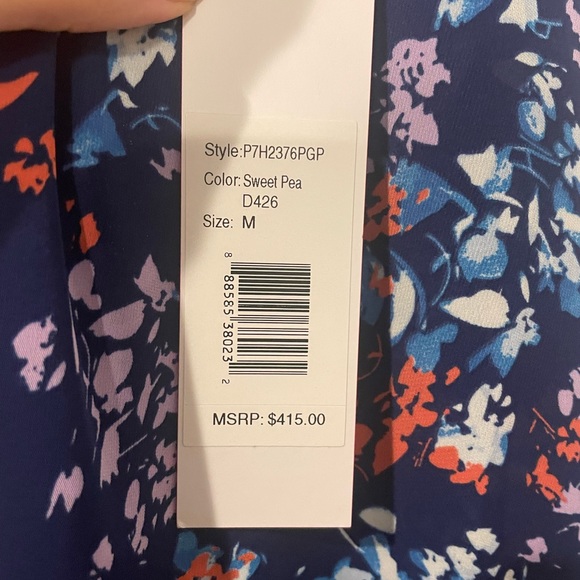 Style:P7H2376PGP
Color: Sweet Pea
D426
Size: M
8 88585 38023 2
MSRP: $415.00